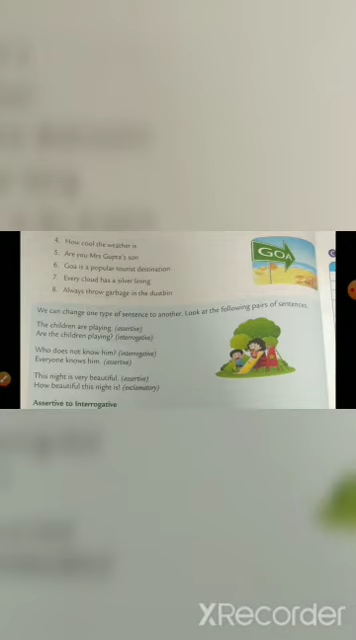 4. How cool the weather is
5. Are you Mrs Gupta's son
6. Goa is a popular tourist destination
7. Every cloud has a silver lining
8. Always throw garbage in the dustbin
GOA
We can change one type of sentence to another. Look at the following pairs of sentences.
The children are playing. (assertive)
Are the children playing? (interrogative)
Who does not know him? (interrogative)
Everyone knows him. (assertive)
This night is very beautiful. (assertive)
How beautiful this night is! (exclamatory)
Assertive to Interrogative
XRecorder